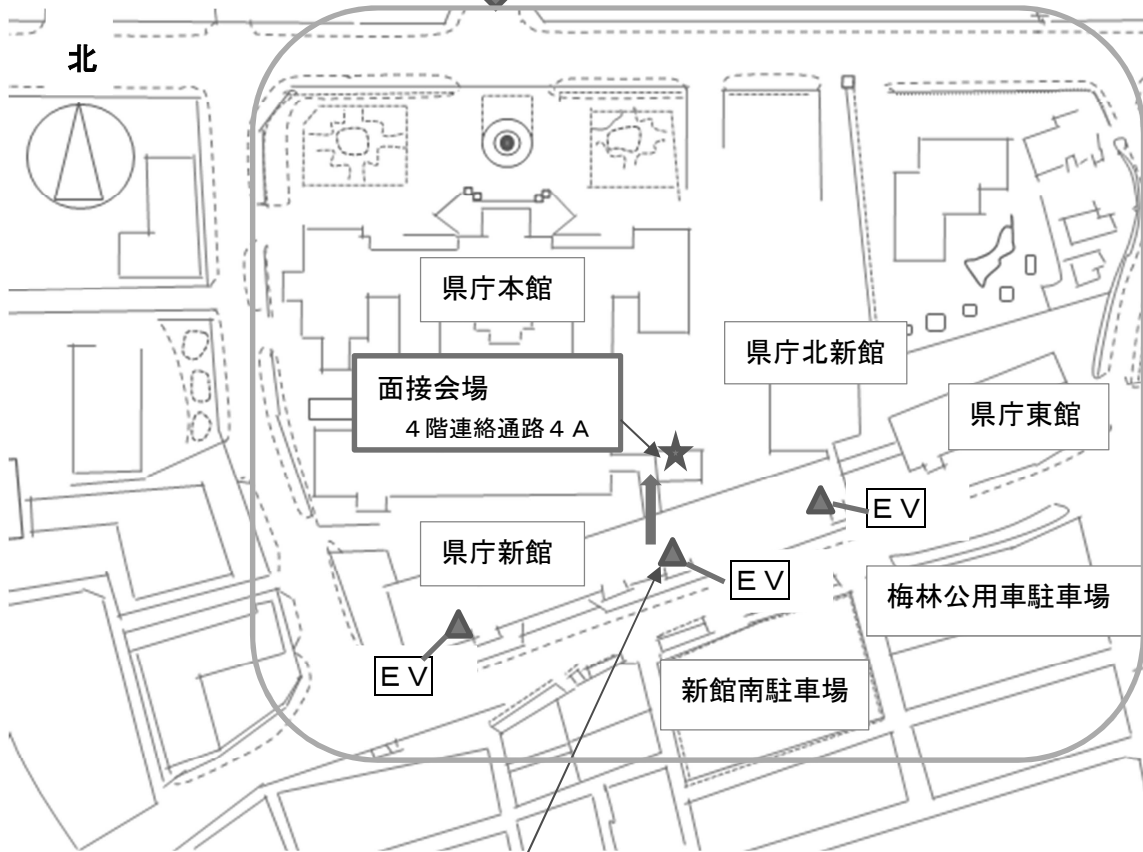 北
県庁本館
県庁北新館
面接会場
４階連絡通路４Ａ
県庁東館
ＥＶ
県庁新館
ＥＶ
梅林公用車駐車場
ＥＶ
新館南駐車場